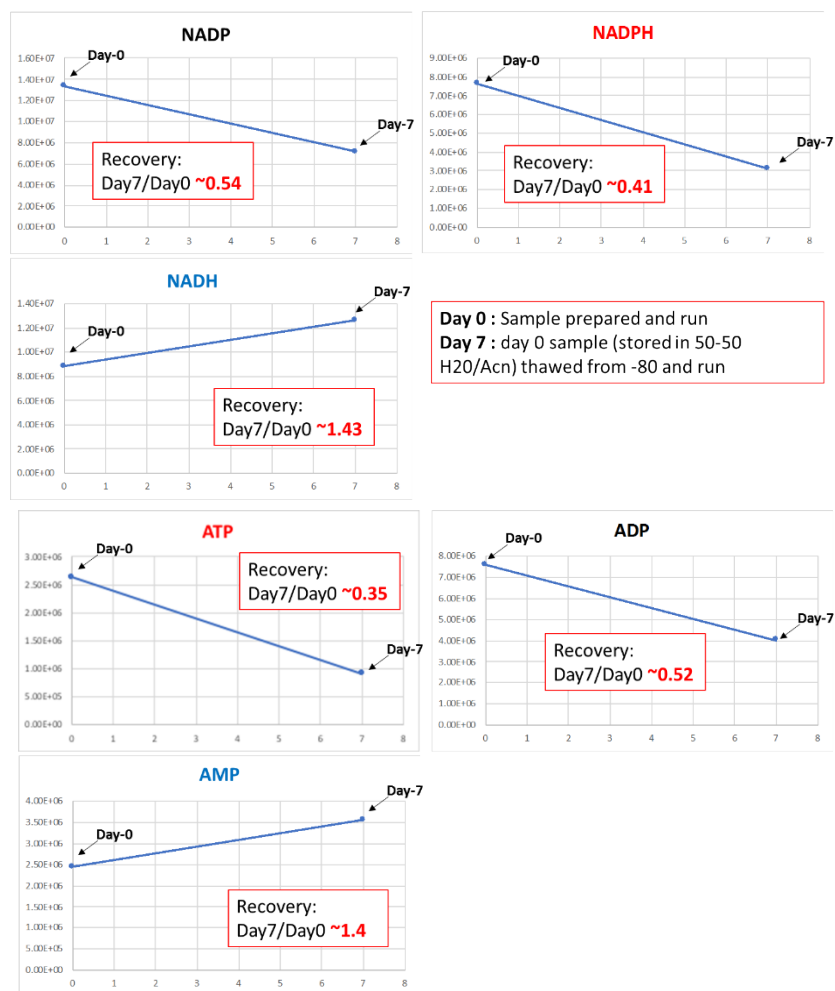 NADP
1.60E+07
1.40E+07
1.20E+07
1.00E+07
8.00E+06
6.00E+06
4.00E+06
2.00E+06
0.00E+00
0 1 2 3 4 5 6 7 8
Day-0
Day-7
Recovery:
Day7/Day0 ~0.54
NADPH
9.00E+06
8.00E+06
7.00E+06
6.00E+06
5.00E+06
4.00E+06
3.00E+06
2.00E+06
1.00E+06
0.00E+00
0 1 2 3 4 5 6 7 8
Day-0
Day-7
Recovery:
Day7/Day0 ~0.41
NADH
1.40E+07
1.20E+07
1.00E+07
8.00E+06
6.00E+06
4.00E+06
2.00E+06
0.00E+00
0 1 2 3 4 5 6 7 8
Day-0
Day-7
Recovery:
Day7/Day0 ~1.43
Day 0 : Sample prepared and run
Day 7 : day 0 sample (stored in 50-50
H20/Acn) thawed from -80 and run
ATP
3.00E+06
2.50E+06
2.00E+06
1.50E+06
1.00E+06
5.00E+05
0.00E+00
0 1 2 3 4 5 6 7 8
Day-0
Day-7
Recovery:
Day7/Day0 ~0.35
ADP
8.00E+06
7.00E+06
6.00E+06
5.00E+06
4.00E+06
3.00E+06
2.00E+06
1.00E+06
0.00E+00
0 1 2 3 4 5 6 7 8
Day-0
Day-7
Recovery:
Day7/Day0 ~0.52
AMP
4.00E+06
3.50E+06
3.00E+06
2.50E+06
2.00E+06
1.50E+06
1.00E+06
5.00E+05
0.00E+00
0 1 2 3 4 5 6 7 8
Day-0
Day-7
Recovery:
Day7/Day0 ~1.4